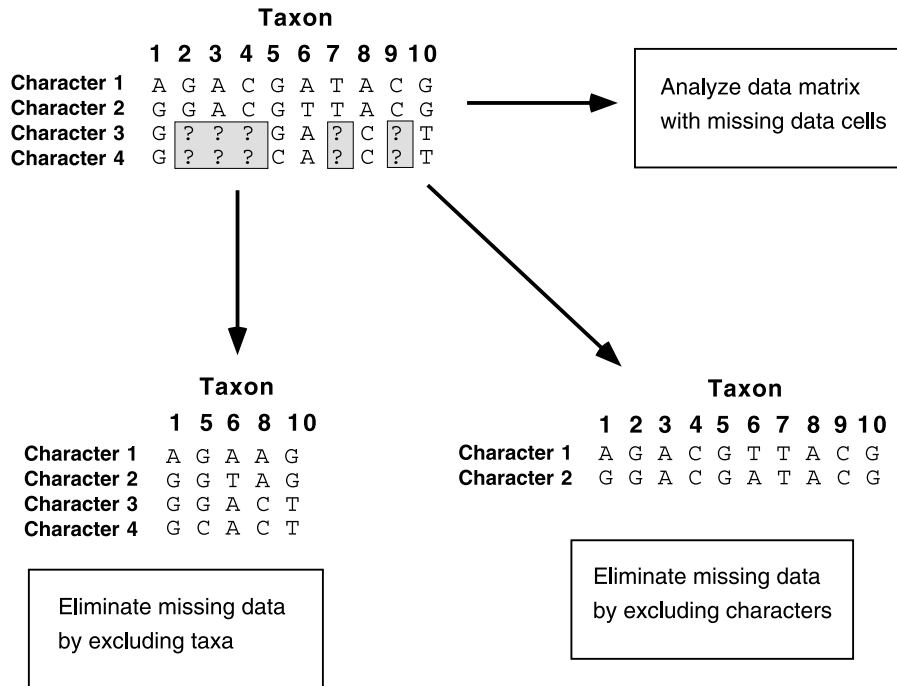 Taxon
1 2 3 4 5 6 7 8 9 10
Character 1 A G A C G A T A C G
Character 2 G G A C G T T A C G
Character 3 G ? ? ? G A ? C ? T
Character 4 G ? ? ? C A ? C ? T
Analyze data matrix
with missing data cells
Taxon
1 5 6 8 10
Character 1 A G A A G
Character 2 G G T A G
Character 3 G G A C T
Character 4 G C A C T
Eliminate missing data
by excluding taxa
Taxon
1 2 3 4 5 6 7 8 9 10
Character 1 A G A C G T T A C G
Character 2 G G A C G A T A C G
Eliminate missing data
by excluding characters